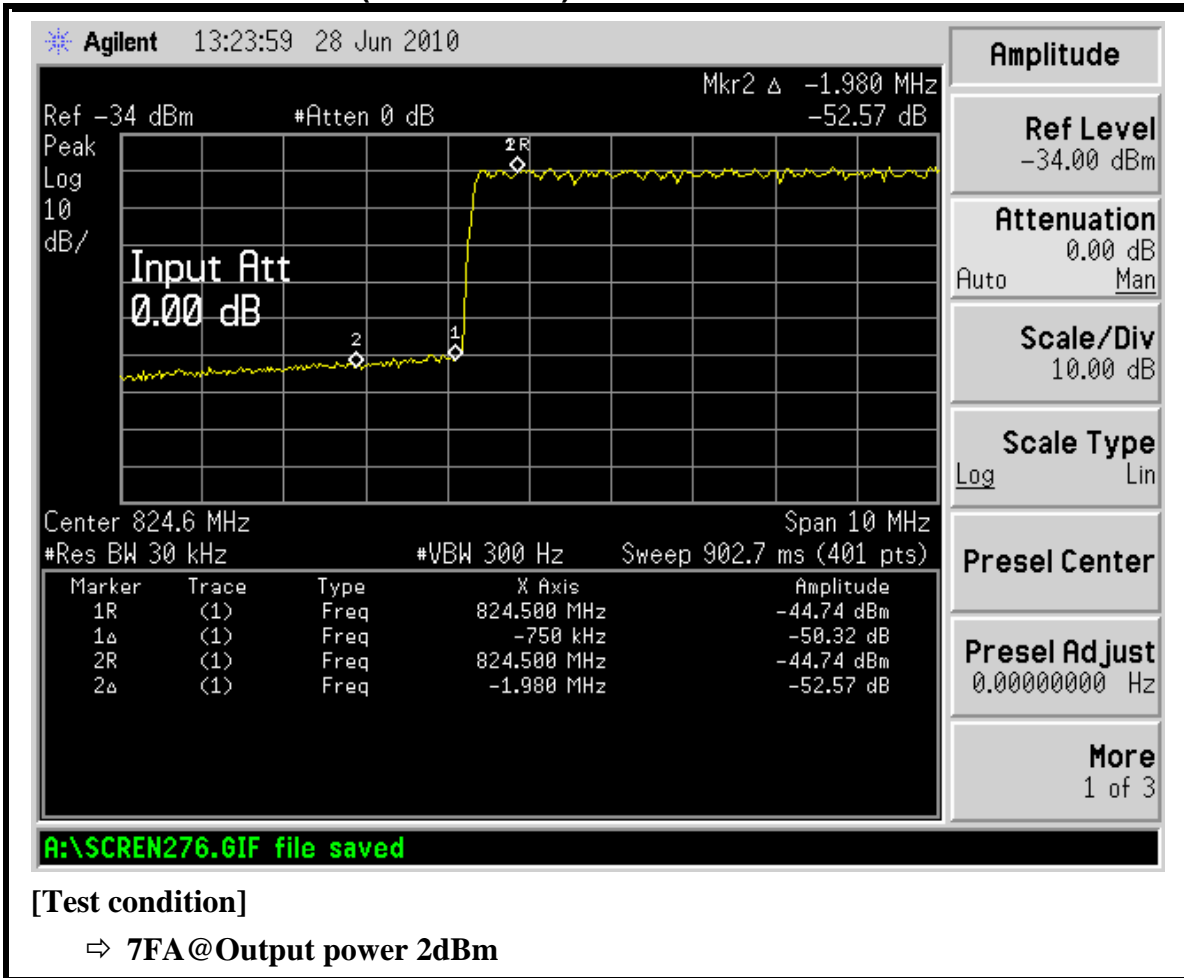 Agilent 13:23:59 28 Jun 2010
Mkr2 Δ −1.980 MHz
Ref −34 dBm #Atten 0 dB −52.57 dB
Peak
Log
10
dB/
2R
Input Att
0.00 dB
2
1
Center 824.6 MHz Span 10 MHz
#Res BW 30 kHz #VBW 300 Hz Sweep 902.7 ms (401 pts)
Marker Trace Type X Axis Amplitude
1R (1) Freq 824.500 MHz −44.74 dBm
1Δ (1) Freq −750 kHz −50.32 dB
2R (1) Freq 824.500 MHz −44.74 dBm
2Δ (1) Freq −1.980 MHz −52.57 dB
Amplitude
Ref Level
−34.00 dBm
Attenuation
0.00 dB
Auto Man
Scale/Div
10.00 dB
Scale Type
Log Lin
Presel Center
Presel Adjust
0.00000000 Hz
More
1 of 3
A:\SCREN276.GIF file saved
[Test condition]
⇨ 7FA@Output power 2dBm